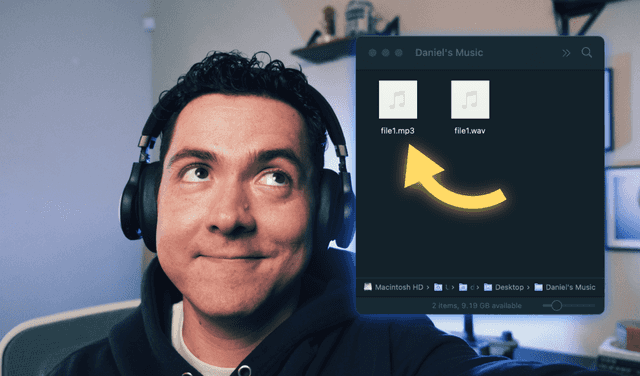 Daniel's Music
file1.mp3 file1.wav
Macintosh HD › › › Desktop › Daniel's Music
2 items, 9.19 GB available